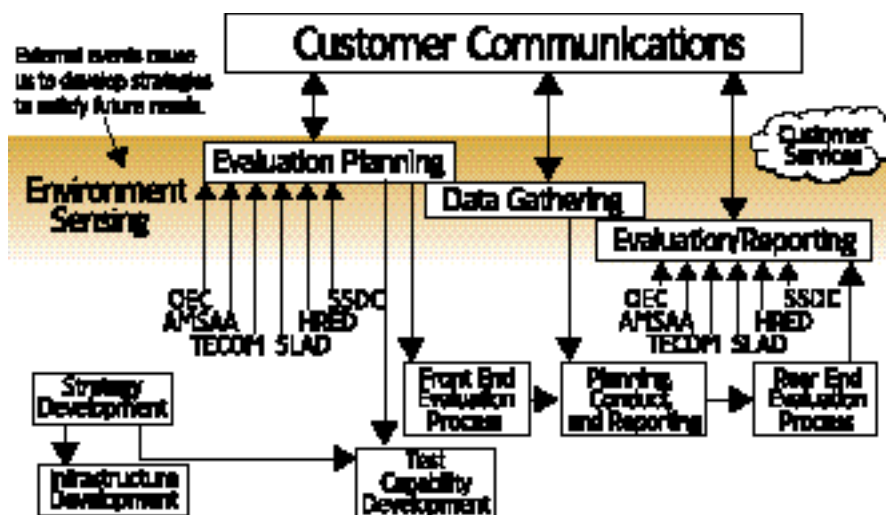 Customer Communications
External events cause
us to develop strategies
to satisfy future needs.
Customer
Services
Evaluation Planning
Environment
Sensing
Data Gathering
Evaluation/Reporting
OEC
SSDC
AMSAA
HRED
TECOM
SLAD
OEC
SSDC
AMSAA
HRED
TECOM
SLAD
Strategy
Development
Front End
Evaluation
Process
Planning,
Conduct,
and Reporting
Rear End
Evaluation
Process
Infrastructure
Development
Test
Capability
Development